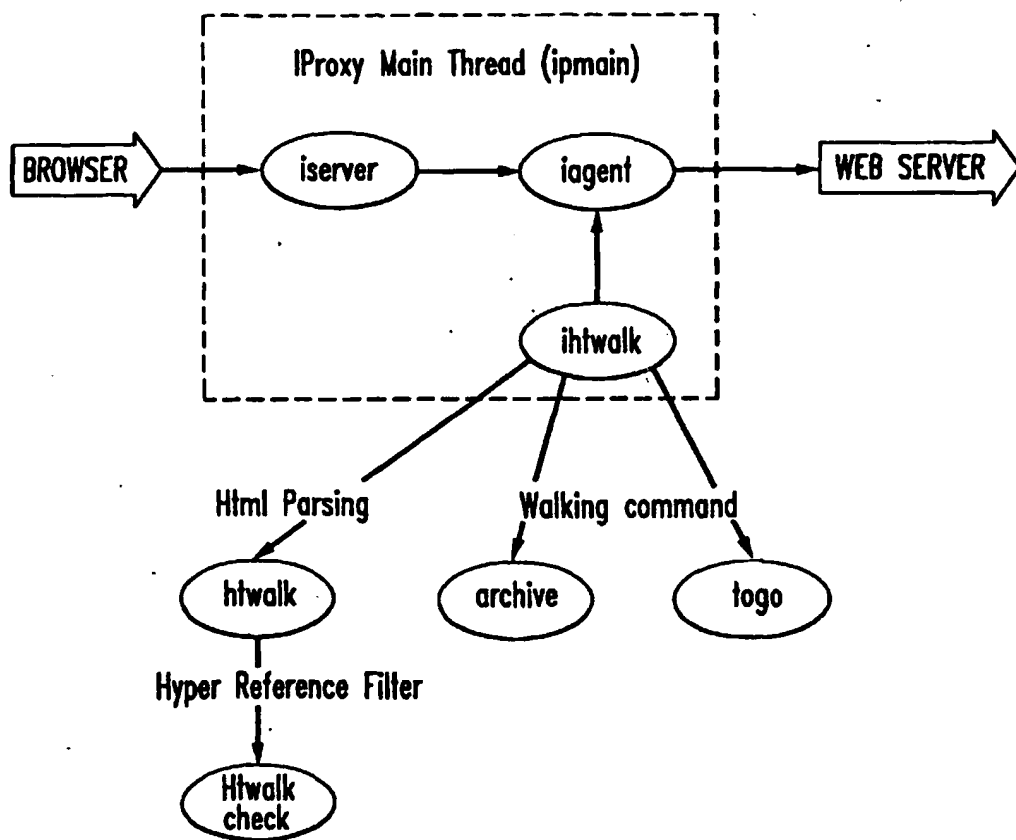 IProxy Main Thread (ipmain)
BROWSER
iserver
iagent
WEB SERVER
ihtwalk
Html Parsing
Walking command
htwalk
archive
togo
Hyper Reference Filter
Htwalk
check